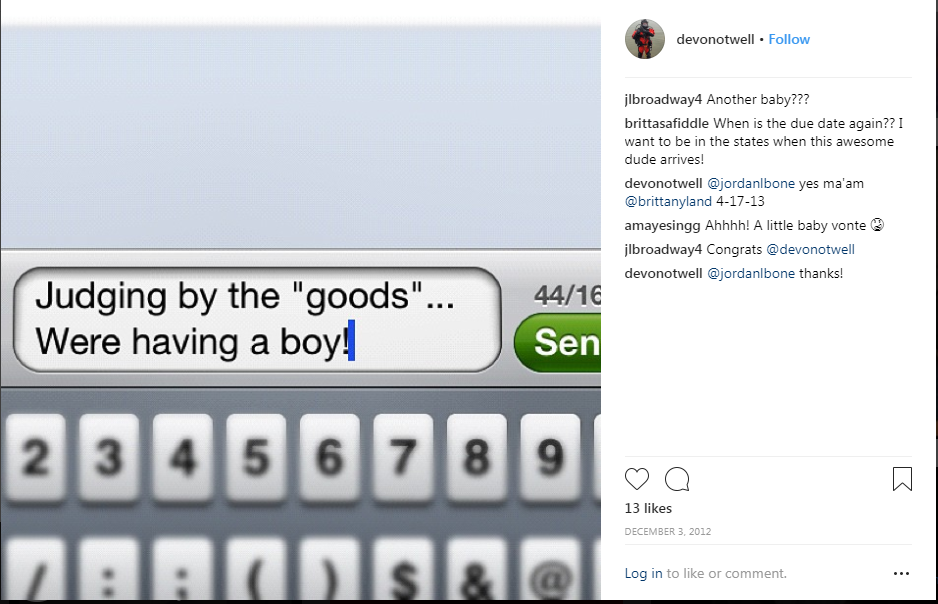 Judging by the "goods"...
Were having a boy!
44/16
Sen
2 3 4 5 6 7 8 9
/ : ; ( ) $ & @
devonotwell • Follow
jlbroadway4 Another baby???
brittasafiddle When is the due date again?? I
want to be in the states when this awesome
dude arrives!
devonotwell @jordanlbone yes ma'am
@brittanyland 4-17-13
amayesingg Ahhhh! A little baby vonte
jlbroadway4 Congrats @devonotwell
devonotwell @jordanlbone thanks!
13 likes
DECEMBER 3, 2012
Log in to like or comment.